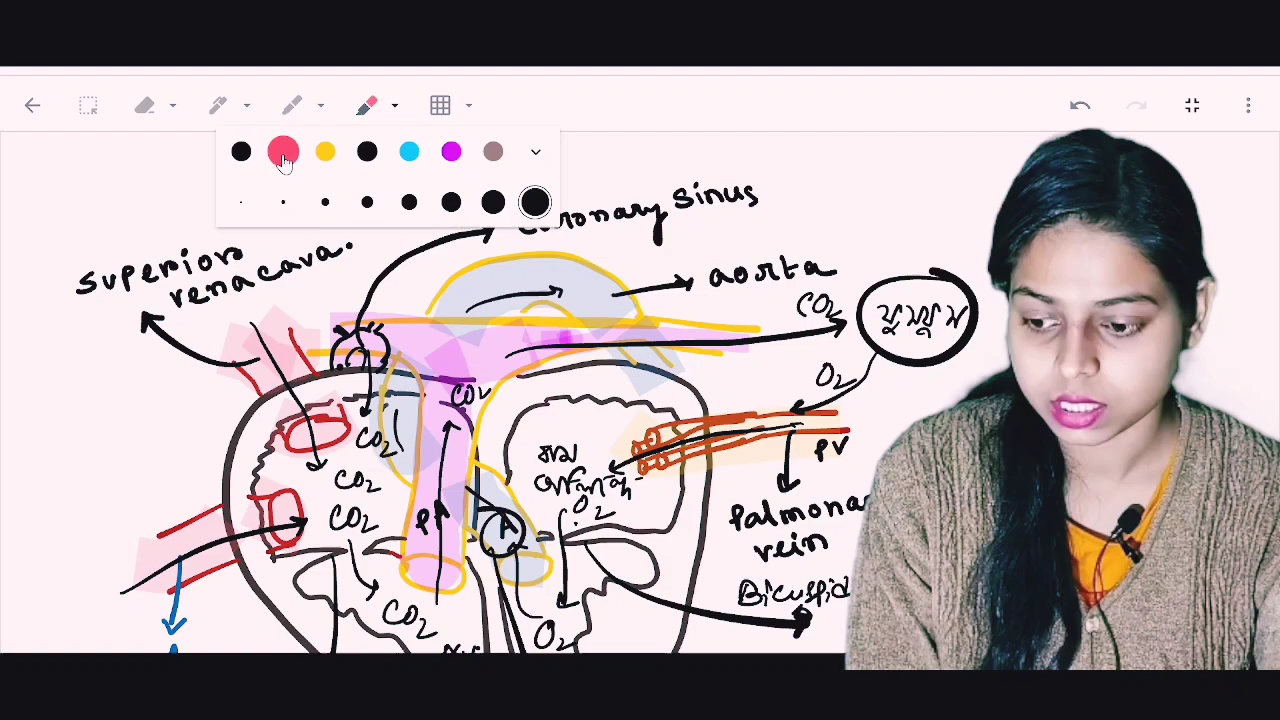 coronary sinus
superior
venacava.
aorta
CO2
ফুসফুস
O2
CO2
CO2
CO2
CO2
PV
বাম
অলিন্দ
O2
PA
A
Pulmona
vein
Bicuspid
CO2
O2